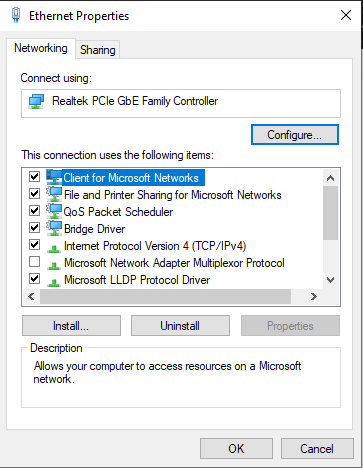 Ethernet Properties
Networking
Sharing
Connect using:
Realtek PCIe GbE Family Controller
Configure...
This connection uses the following items:
Client for Microsoft Networks
File and Printer Sharing for Microsoft Networks
QoS Packet Scheduler
Bridge Driver
Internet Protocol Version 4 (TCP/IPv4)
Microsoft Network Adapter Multiplexor Protocol
Microsoft LLDP Protocol Driver
Install...
Uninstall
Properties
Description
Allows your computer to access resources on a Microsoft
network.
OK
Cancel